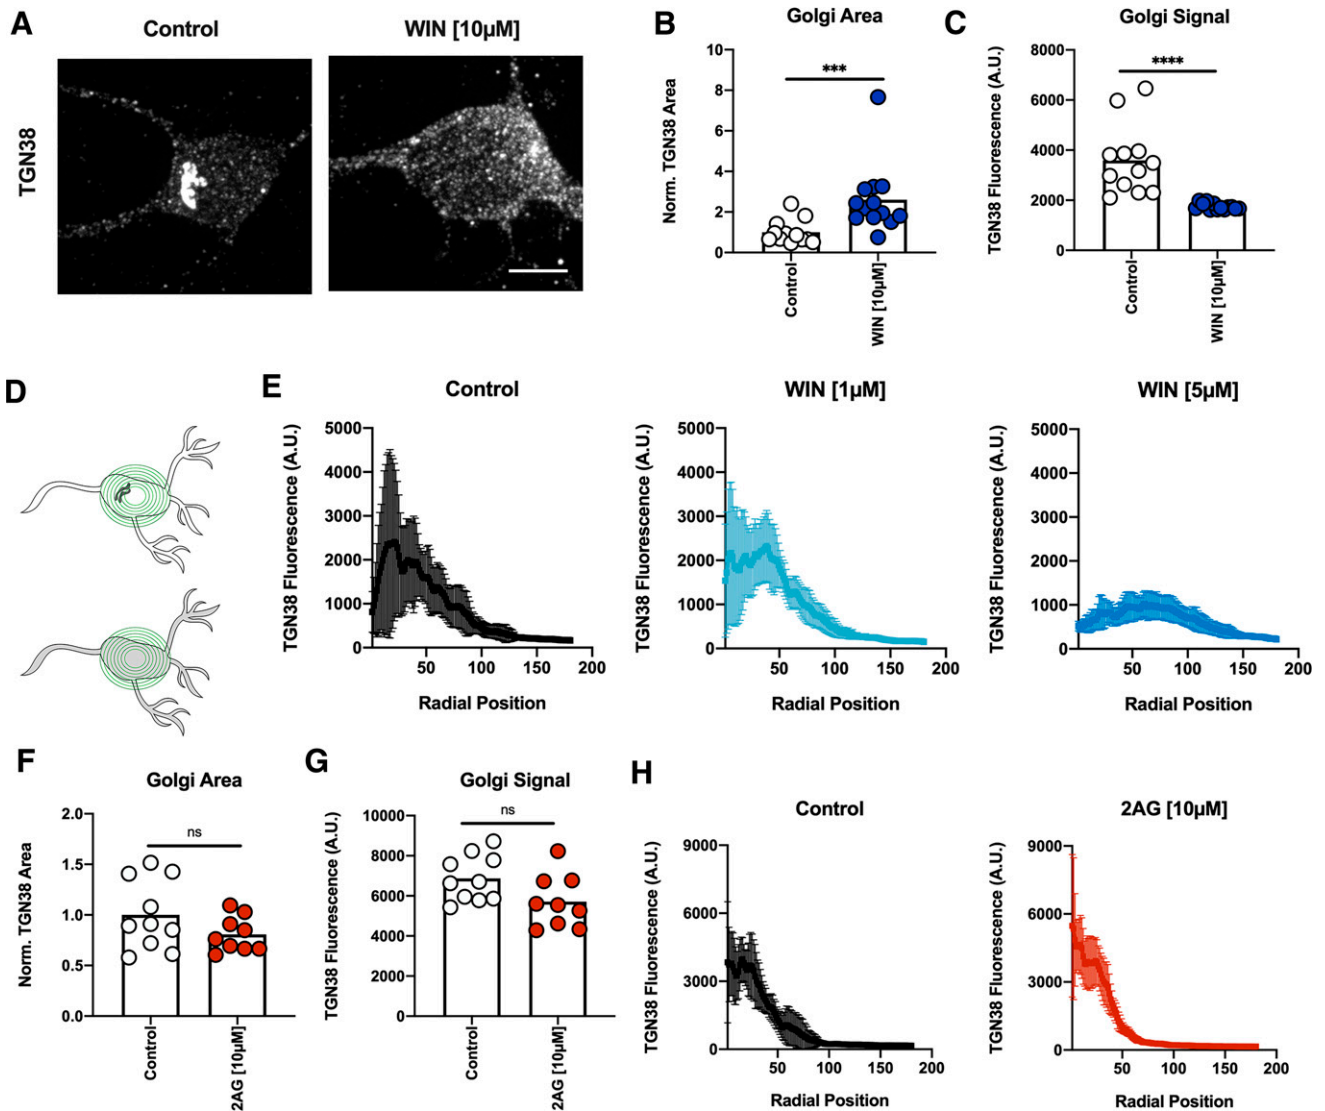 A
Control
WIN [10µM]
TGN38
B
Golgi Area
Norm. TGN38 Area
10
8
6
4
2
0
***
Control
WIN [10µM]
C
Golgi Signal
TGN38 Fluorescence (A.U.)
8000
6000
4000
2000
0
****
Control
WIN [10µM]
D
E
Control
TGN38 Fluorescence (A.U.)
5000
4000
3000
2000
1000
0
50
100
150
200
Radial Position
WIN [1µM]
TGN38 Fluorescence (A.U.)
5000
4000
3000
2000
1000
0
50
100
150
200
Radial Position
WIN [5µM]
TGN38 Fluorescence (A.U.)
5000
4000
3000
2000
1000
0
50
100
150
200
Radial Position
F
Golgi Area
Norm. TGN38 Area
2.0
1.5
1.0
0.5
0.0
ns
Control
2AG [10µM]
G
Golgi Signal
TGN38 Fluorescence (A.U.)
10000
8000
6000
4000
2000
0
ns
Control
2AG [10µM]
H
Control
TGN38 Fluorescence (A.U.)
9000
6000
3000
0
50
100
150
200
Radial Position
2AG [10µM]
TGN38 Fluorescence (A.U.)
9000
6000
3000
0
50
100
150
200
Radial Position